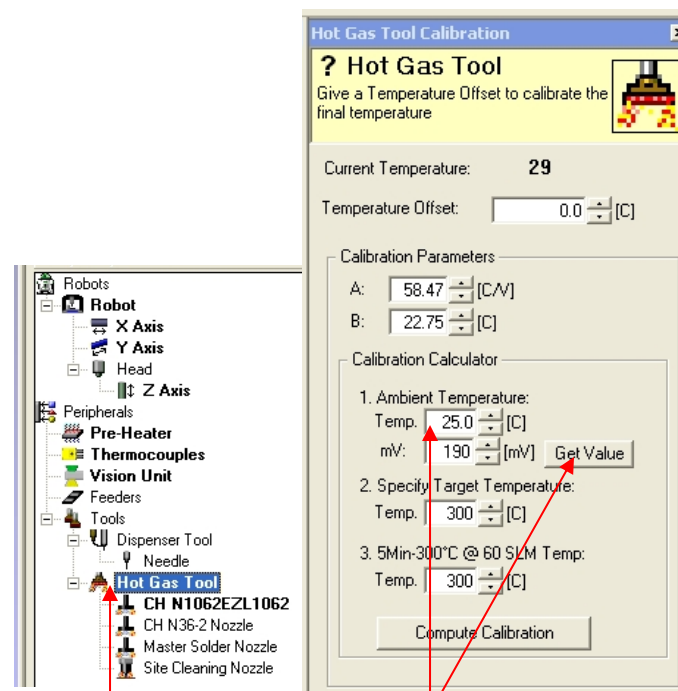 Robots
Robot
X Axis
Y Axis
Head
Z Axis
Peripherals
Pre-Heater
Thermocouples
Vision Unit
Feeders
Tools
Dispenser Tool
Needle
Hot Gas Tool
CH N1062EZL1062
CH N36-2 Nozzle
Master Solder Nozzle
Site Cleaning Nozzle
Hot Gas Tool Calibration
? Hot Gas Tool
Give a Temperature Offset to calibrate the
final temperature
Current Temperature: 29
Temperature Offset: 0.0 [C]
Calibration Parameters
A: 58.47 [C/V]
B: 22.75 [C]
Calibration Calculator
1. Ambient Temperature:
Temp. 25.0 [C]
mV: 190 [mV] Get Value
2. Specify Target Temperature:
Temp. 300 [C]
3. 5Min-300°C @ 60 SLM Temp:
Temp. 300 [C]
Compute Calibration